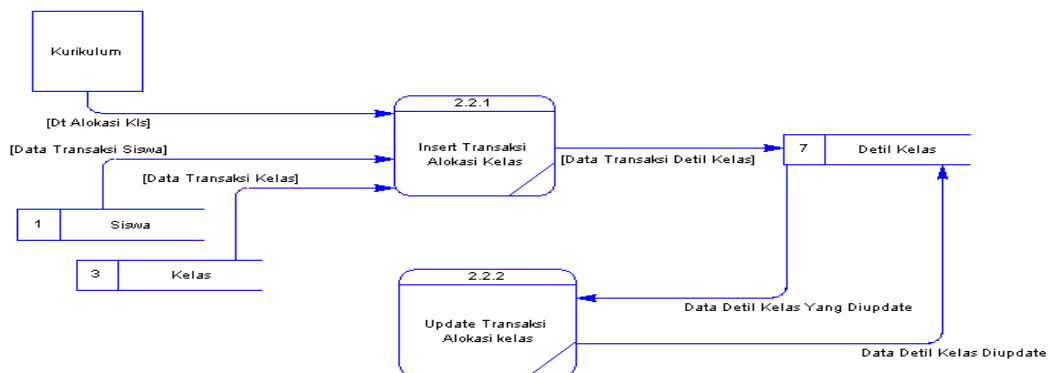 Kurikulum
[Dt Alokasi Kls]
[Data Transaksi Siswa]
[Data Transaksi Kelas]
1
Siswa
3
Kelas
2.2.1
Insert Transaksi
Alokasi Kelas
[Data Transaksi Detil Kelas]
7
Detil Kelas
2.2.2
Update Transaksi
Alokasi kelas
Data Detil Kelas Yang Diupdate
Data Detil Kelas Diupdate